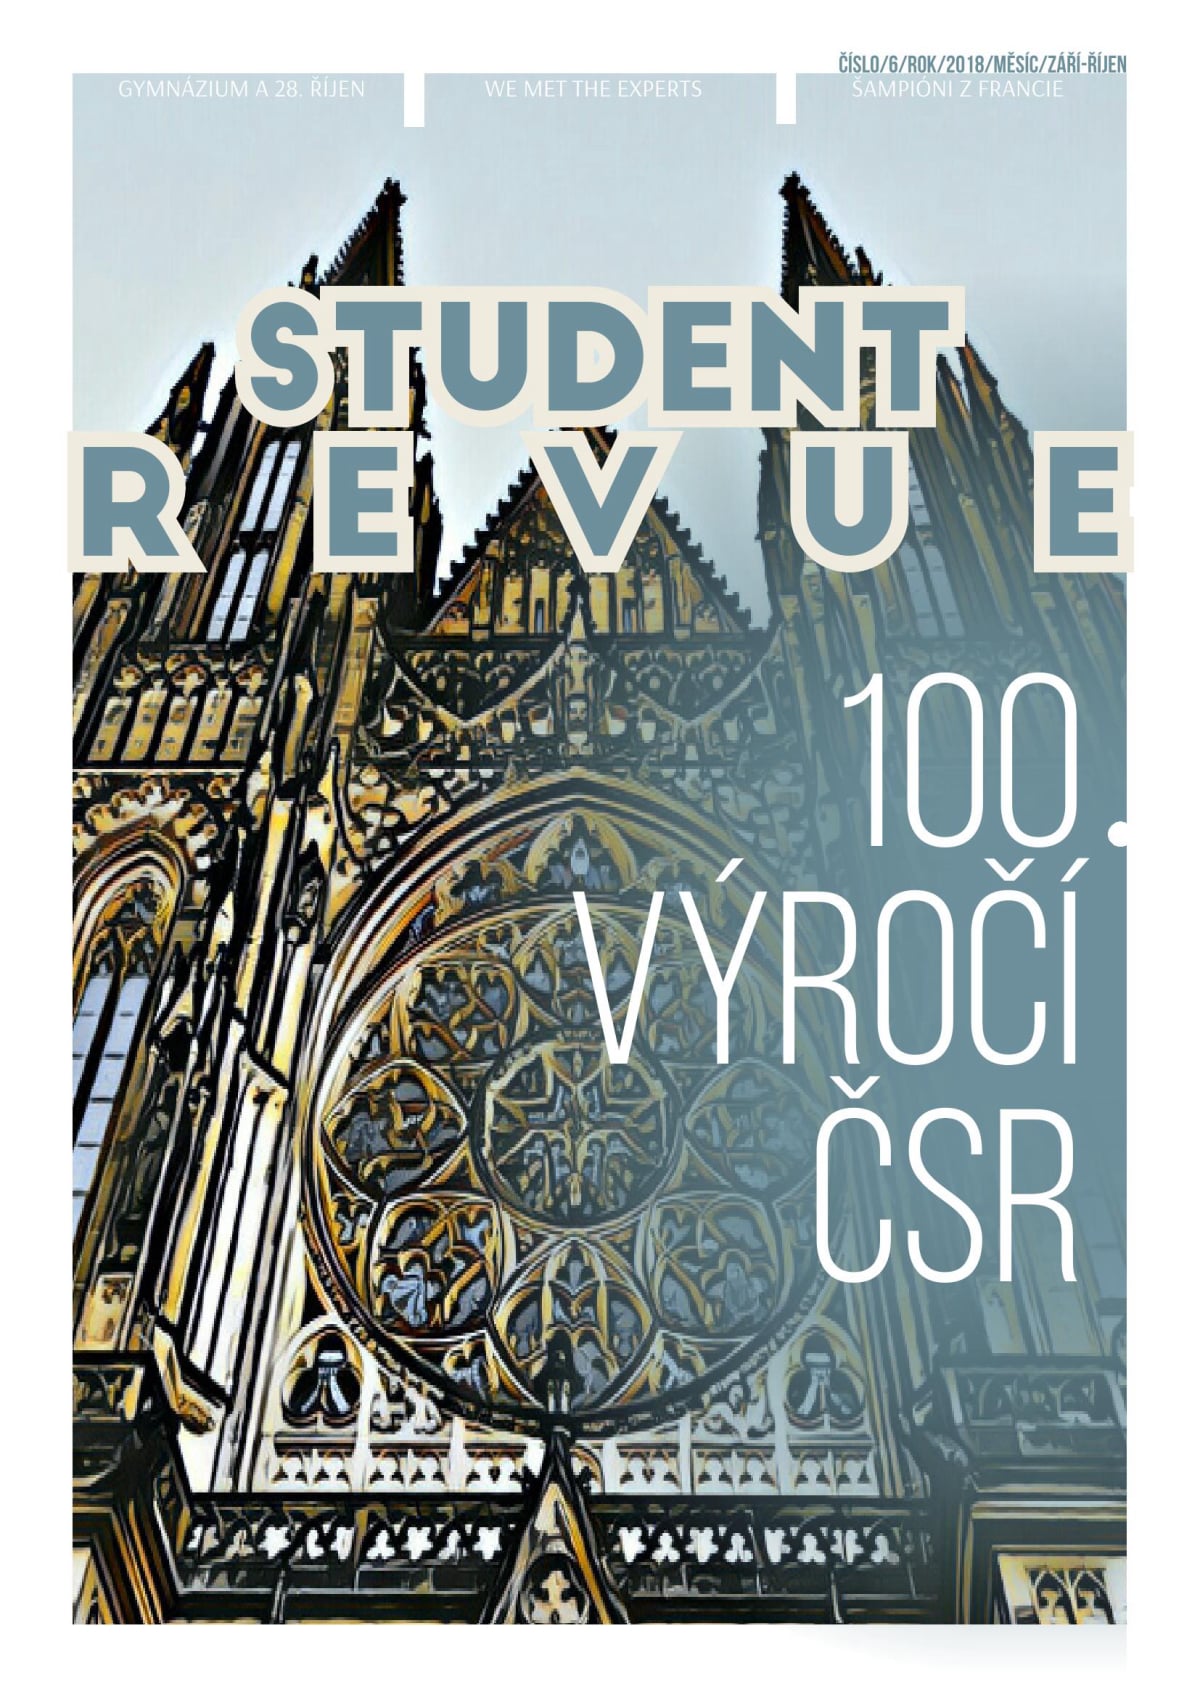 ČÍSLO/6/ROK/2018/MĚSÍC/ZÁŘÍ-ŘÍJEN
GYMNÁZIUM A 28. ŘÍJEN
WE MET THE EXPERTS
ŠAMPIÓNI Z FRANCIE
STUDENT
REVUE
100.
VÝROČÍ
ČSR